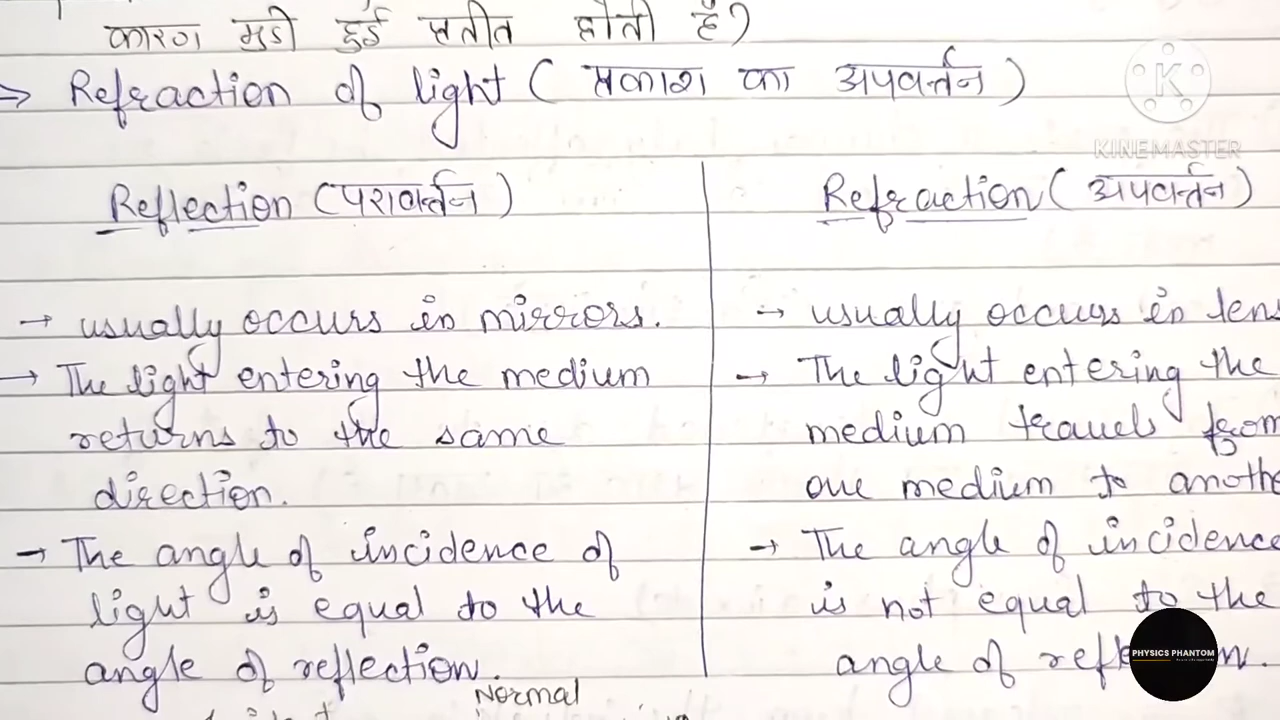 कारण मुडी हुई प्रतीत होती है)
→ Refraction of light ( प्रकाश का अपवर्त्तन )
KINEMASTER
Reflection (परावर्त्तन )
→ usually occurs in mirrors.
→ The light entering the medium
returns to the same
direction.
→ The angle of incidence of
light is equal to the
angle of reflection.
Refraction ( अपवर्त्तन )
→ usually occurs in lens
→ The light entering the
medium travels from
one medium to anothe
→ The angle of incidence
is not equal to the
angle of
PHYSICS PHANTOM
Normal